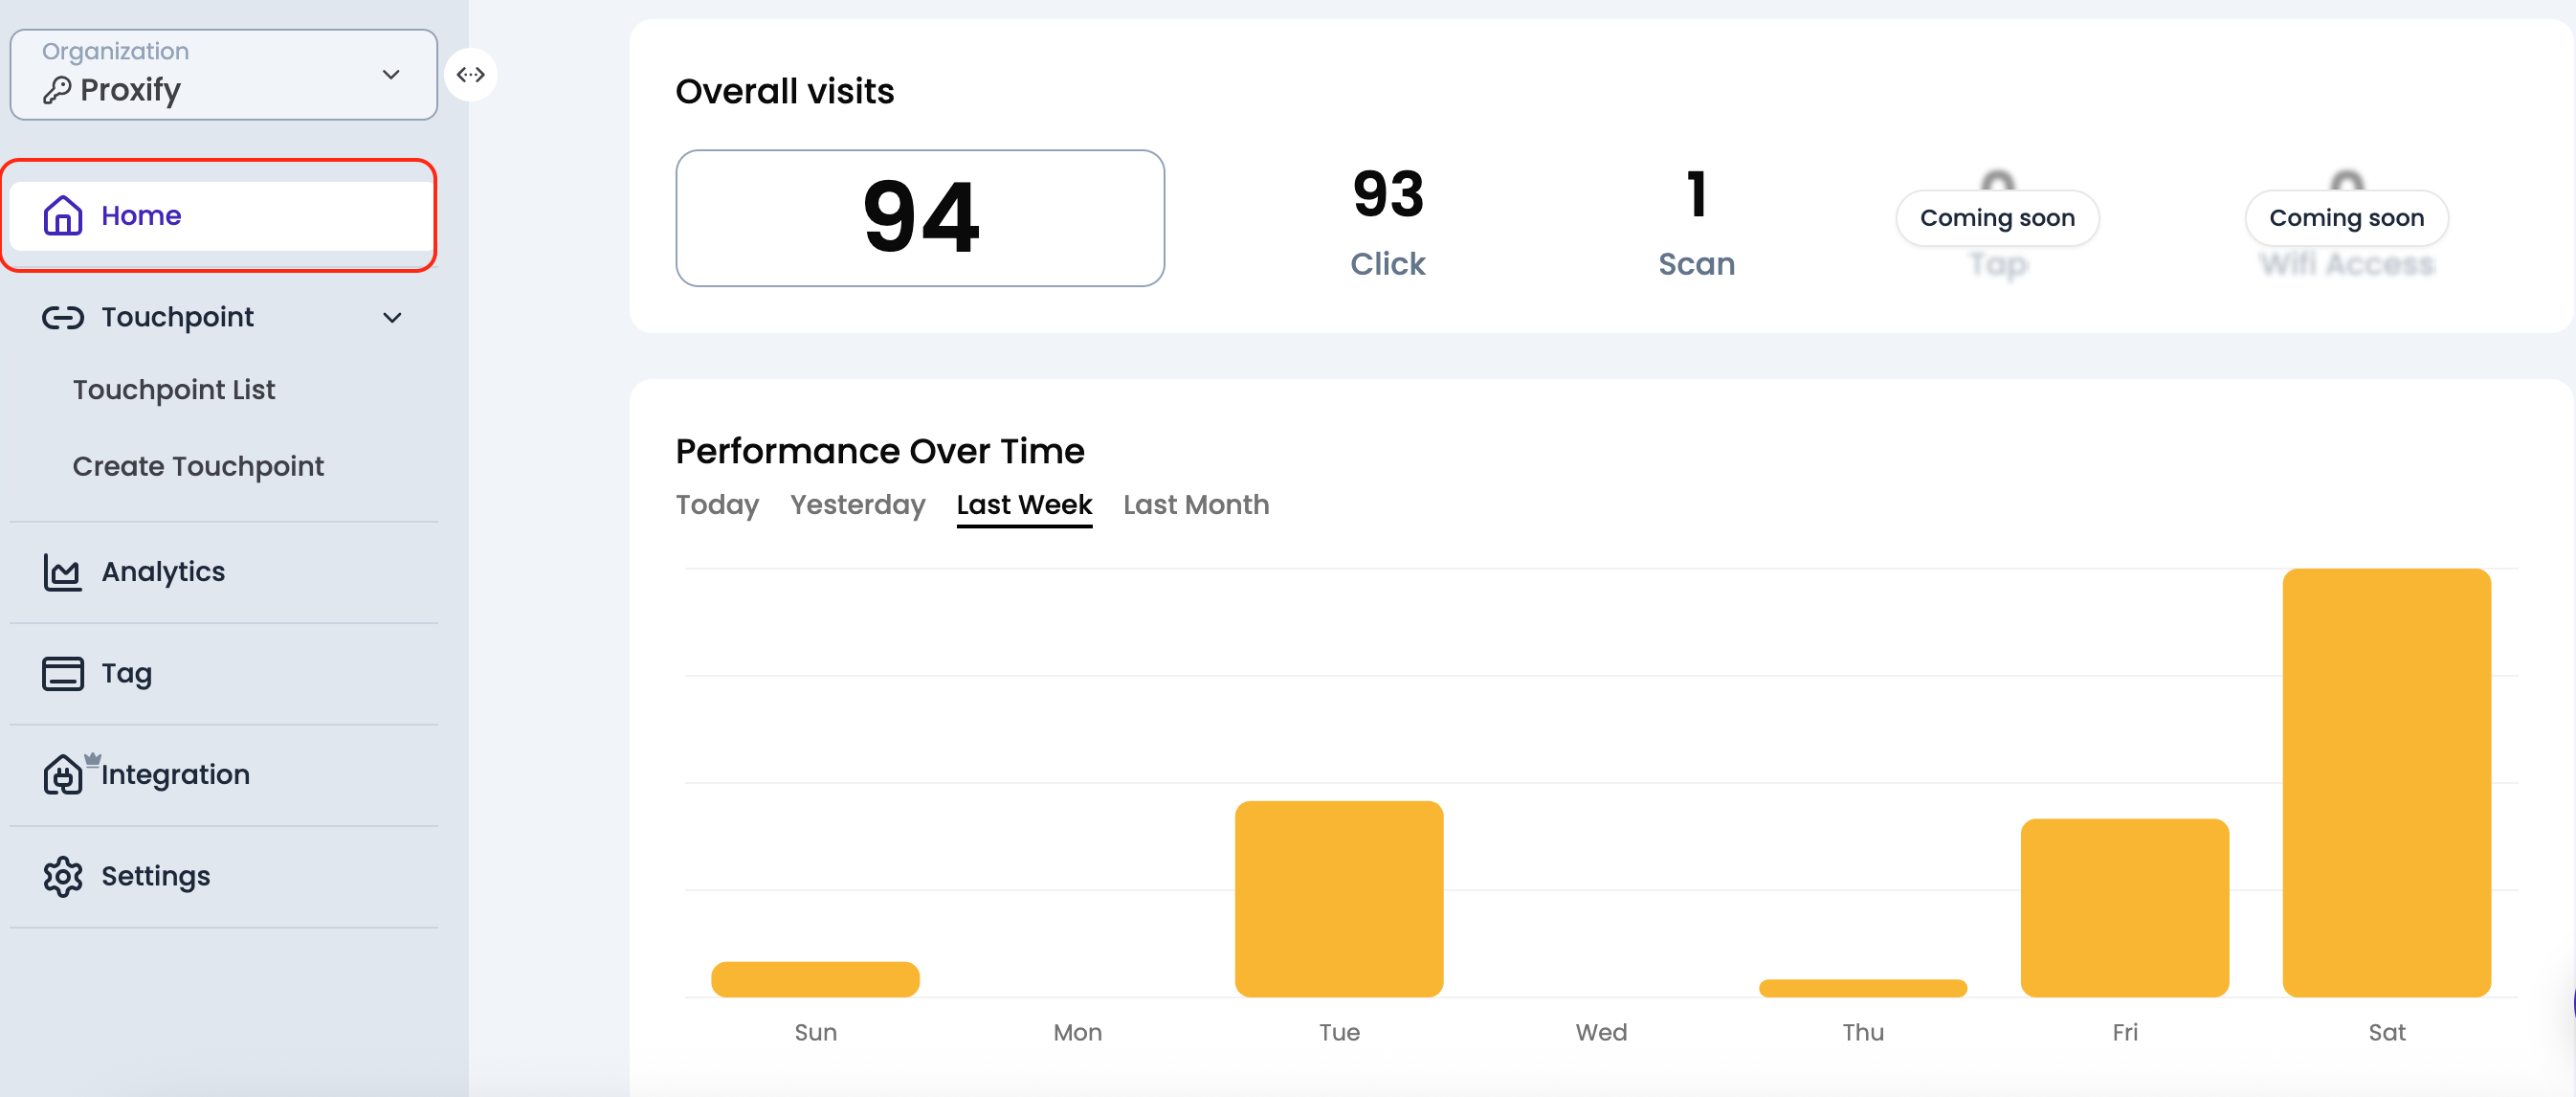 Organization
Proxify
Home
Touchpoint
Touchpoint List
Create Touchpoint
Analytics
Tag
Integration
Settings
Overall visits
94
93
Click
1
Scan
Coming soon
Tap
Coming soon
Wifi Access
Performance Over Time
Today Yesterday Last Week Last Month
Sun Mon Tue Wed Thu Fri Sat